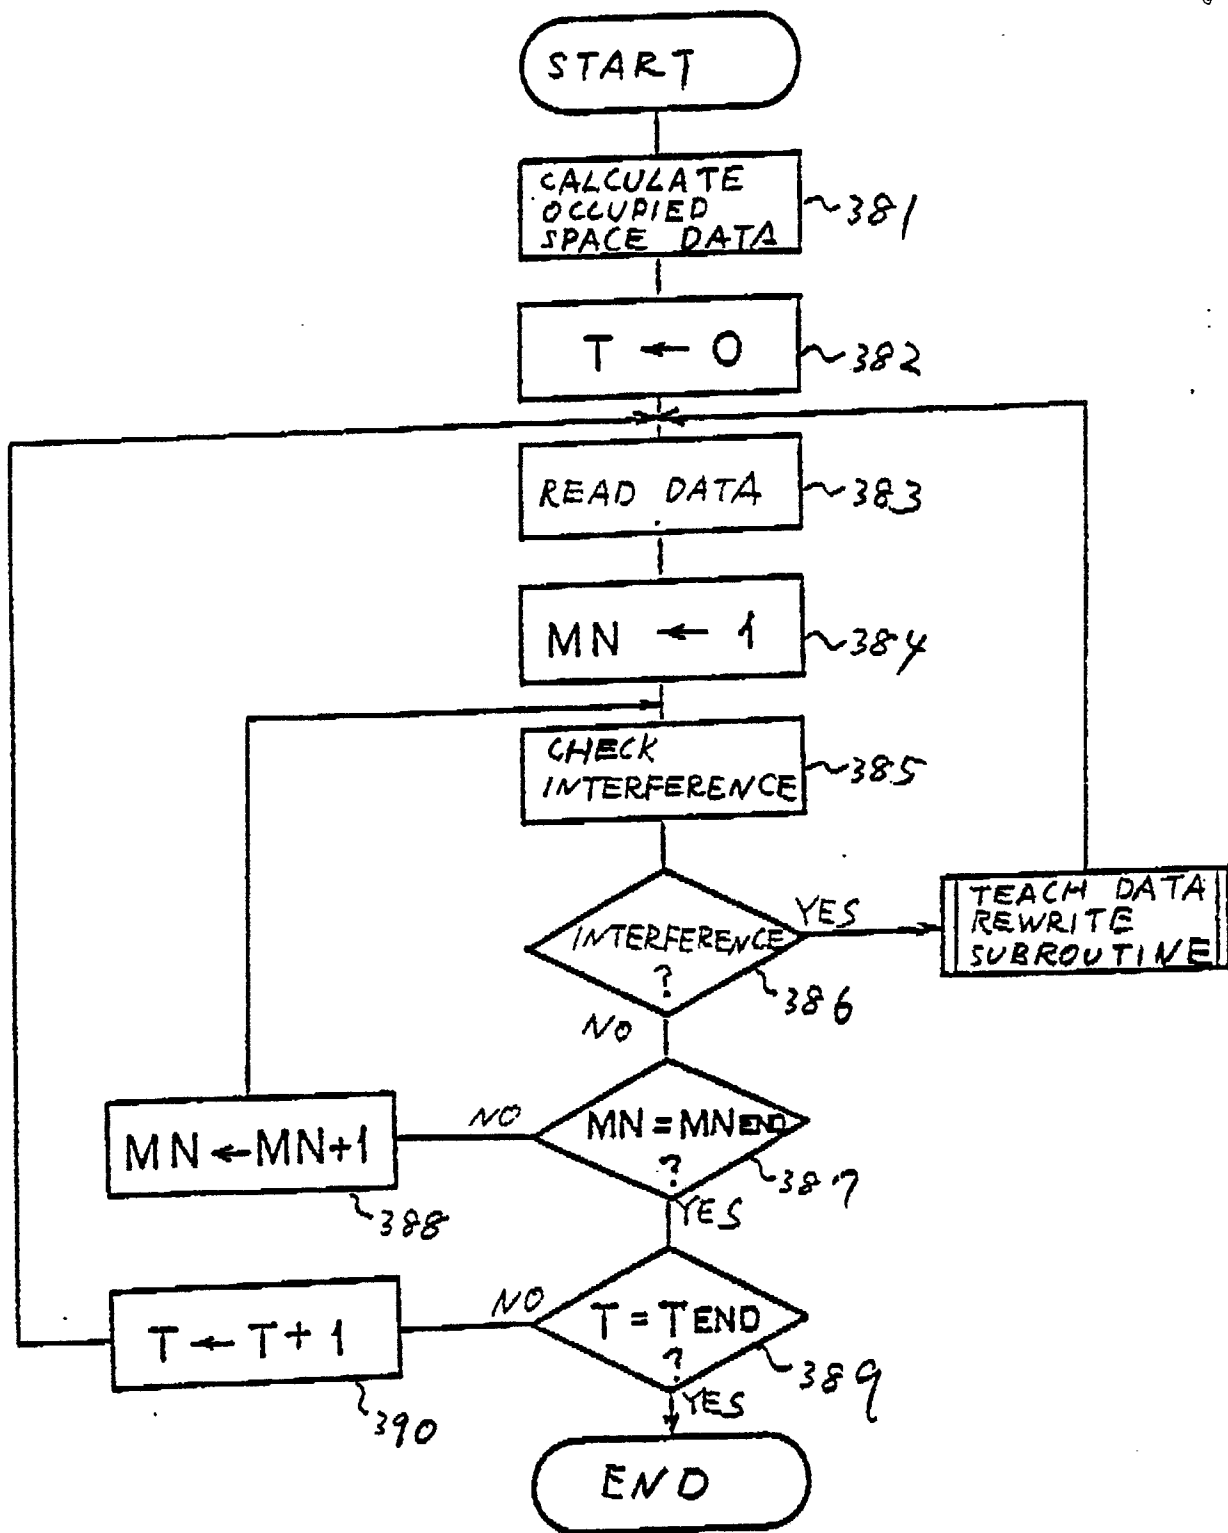 START
CALCULATE
OCCUPIED
SPACE DATA
381
T ← 0
382
READ DATA
383
MN ← 1
384
CHECK
INTERFERENCE
385
INTERFERENCE
?
386
YES
TEACH DATA
REWRITE
SUBROUTINE
NO
MN = MNEND
?
387
NO
MN ← MN+1
388
YES
T = TEND
?
389
NO
T ← T + 1
390
YES
END